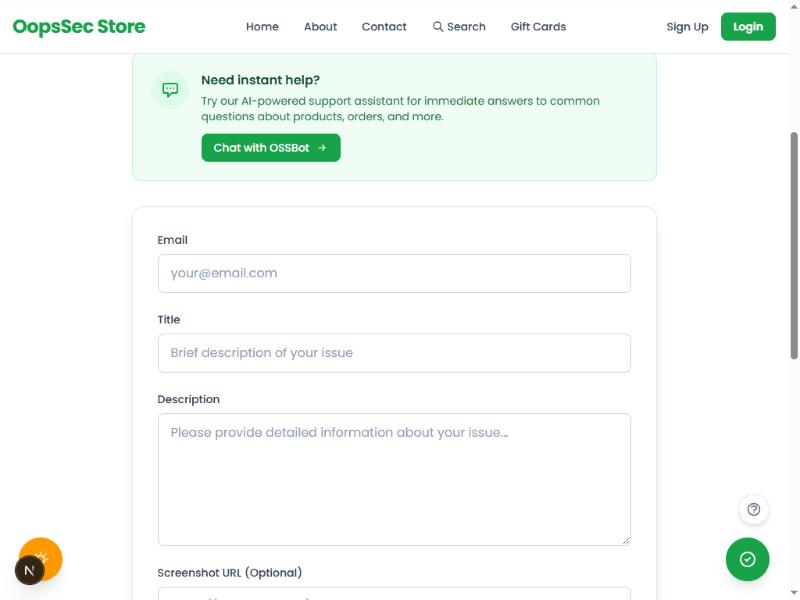 OopsSec Store
Home
About
Contact
Search
Gift Cards
Sign Up
Login
Need instant help?
Try our AI-powered support assistant for immediate answers to common
questions about products, orders, and more.
Chat with OSSBot →
Email
your@email.com
Title
Brief description of your issue
Description
Please provide detailed information about your issue...
Screenshot URL (Optional)
N